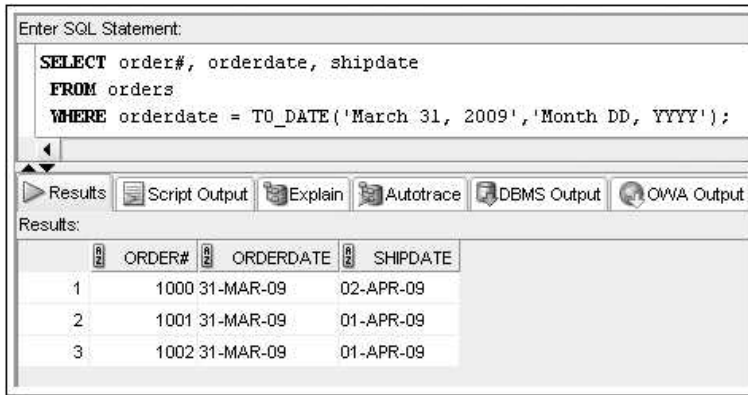 Enter SQL Statement:
SELECT order#, orderdate, shipdate
FROM orders
WHERE orderdate = TO_DATE('March 31, 2009','Month DD, YYYY');
Results Script Output Explain Autotrace DBMS Output OWA Output
Results:
ORDER# ORDERDATE SHIPDATE
1 1000 31-MAR-09 02-APR-09
2 1001 31-MAR-09 01-APR-09
3 1002 31-MAR-09 01-APR-09